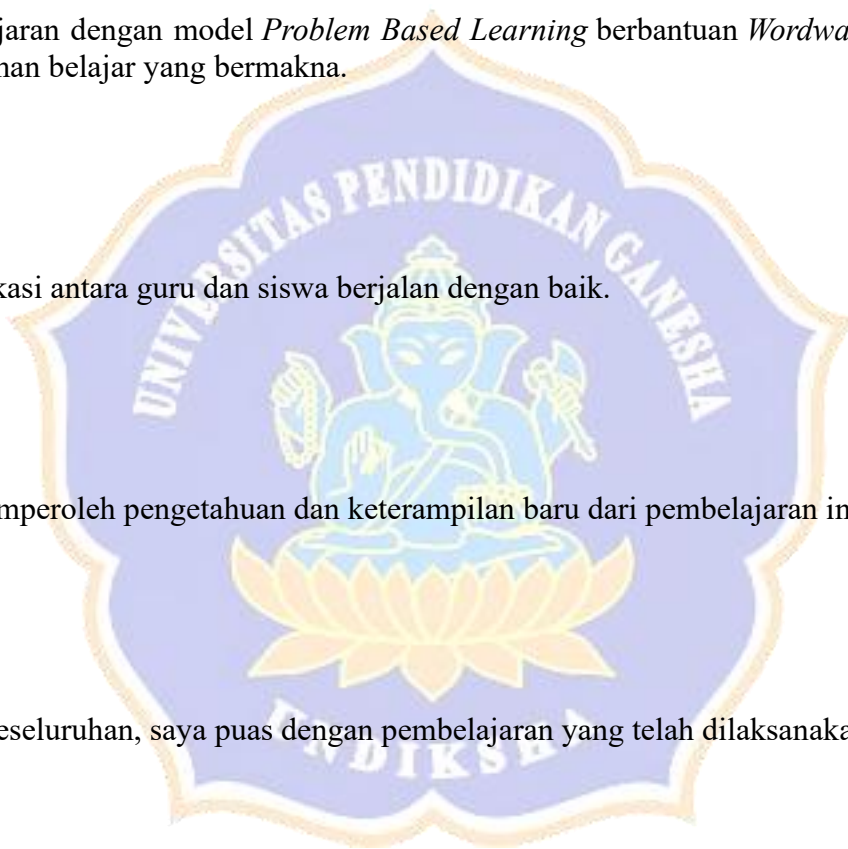 jaran dengan model Problem Based Learning berbantuan Wordwa
nan belajar yang bermakna.
UNIVERSITAS PENDIDIKAN GANESHA
kasi antara guru dan siswa berjalan dengan baik.
mperoleh pengetahuan dan keterampilan baru dari pembelajaran in
eseluruhan, saya puas dengan pembelajaran yang telah dilaksanaka
UNDIKSHA